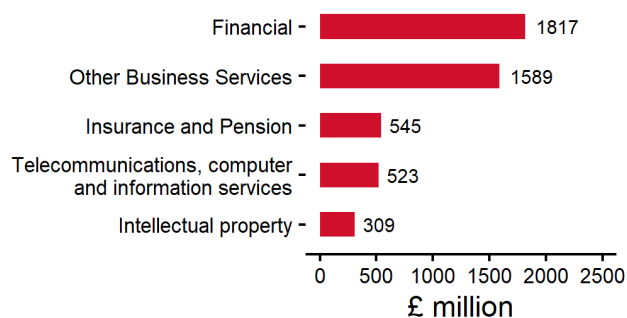 Financial 1817
Other Business Services 1589
Insurance and Pension 545
Telecommunications, computer
and information services 523
Intellectual property 309
0 500 1000 1500 2000 2500
£ million